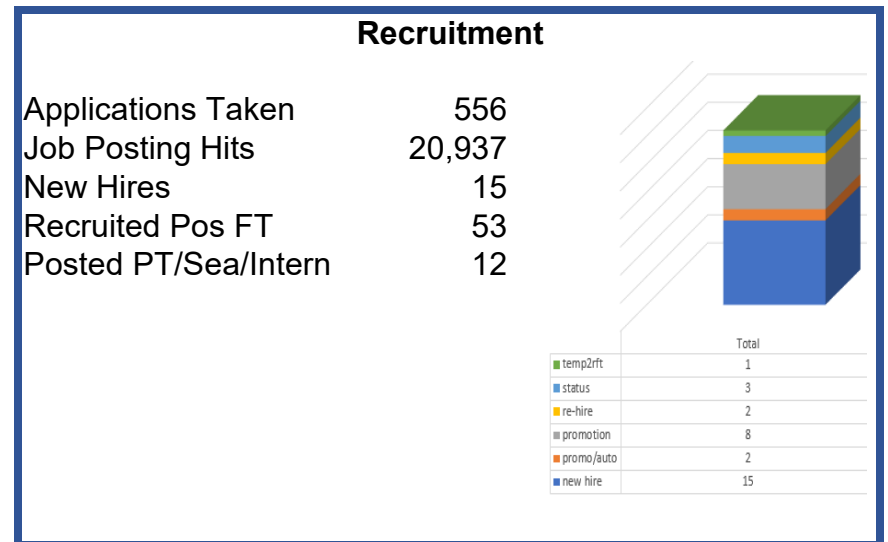 Recruitment
Applications Taken 556
Job Posting Hits 20,937
New Hires 15
Recruited Pos FT 53
Posted PT/Sea/Intern 12
Total
temp2rft 1
status 3
re-hire 2
promotion 8
promo/auto 2
new hire 15